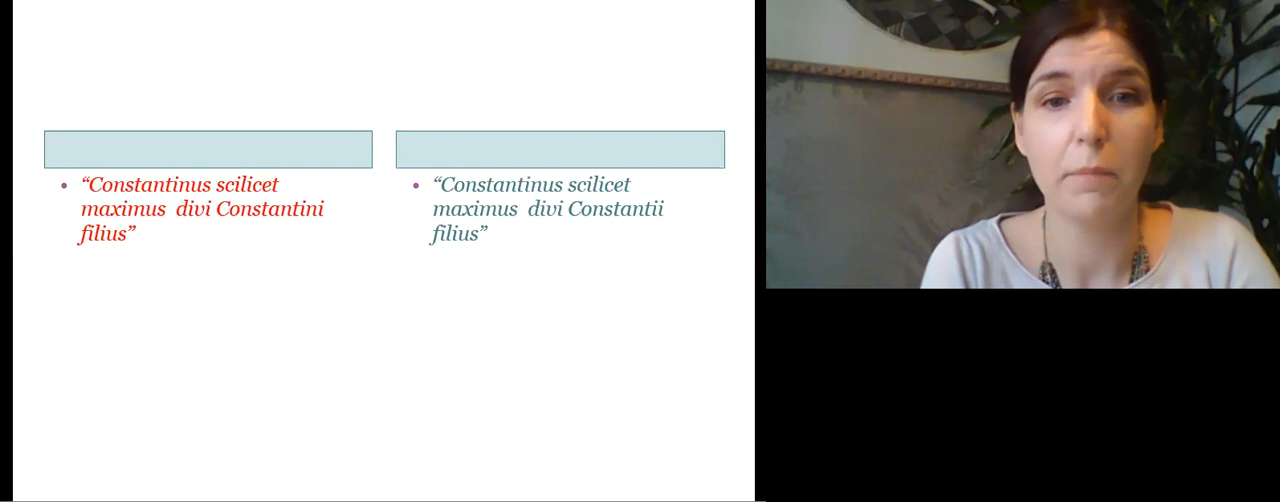 “Constantinus scilicet
maximus divi Constantini
filius”
“Constantinus scilicet
maximus divi Constantii
filius”